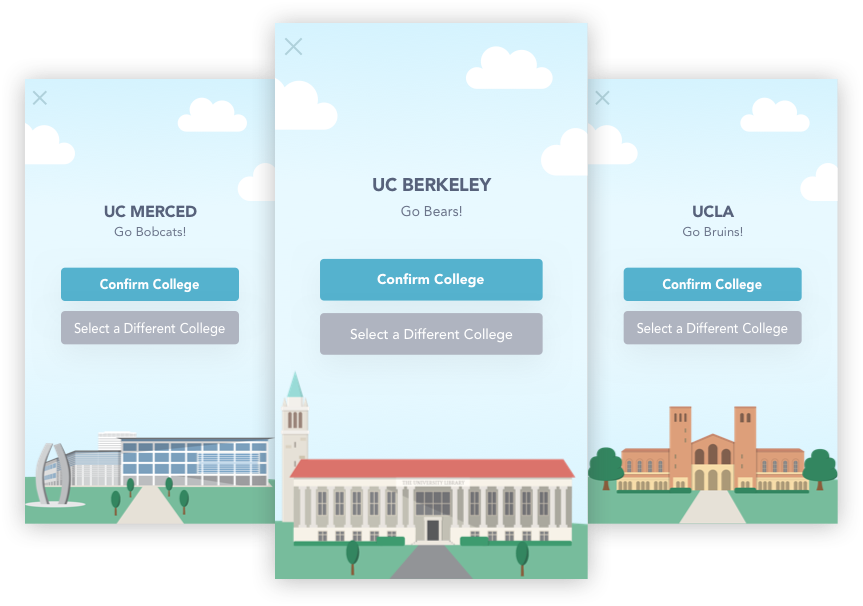 UC MERCED
Go Bobcats!
Confirm College
Select a Different College
UC BERKELEY
Go Bears!
Confirm College
Select a Different College
THE UNIVERSITY LIBRARY
UCLA
Go Bruins!
Confirm College
Select a Different College